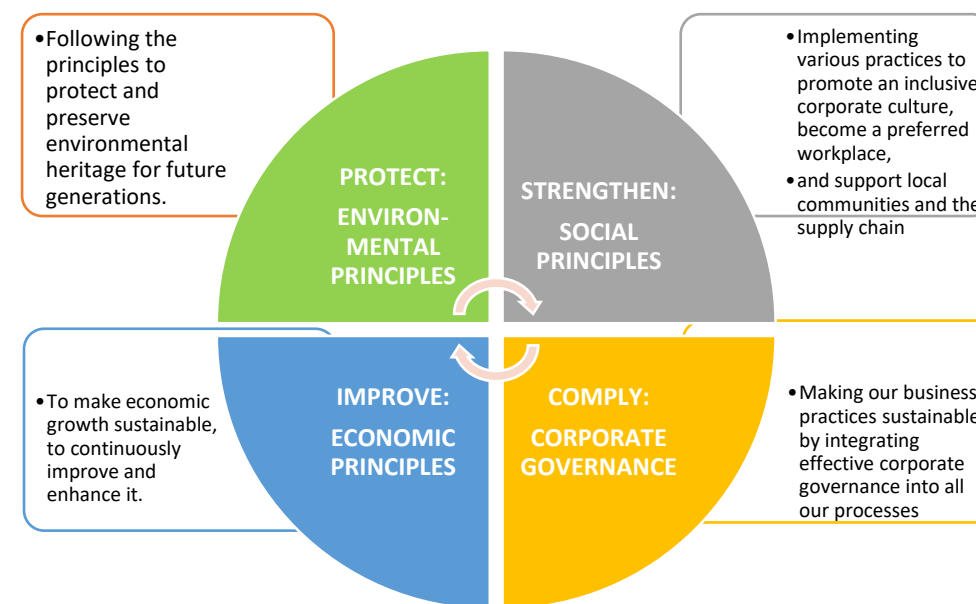 •Following the
principles to
protect and
preserve
environmental
heritage for future
generations.
PROTECT:
ENVIRON-
MENTAL
PRINCIPLES
STRENGTHEN:
SOCIAL
PRINCIPLES
•Implementing
various practices to
promote an inclusive
corporate culture,
become a preferred
workplace,
•and support local
communities and the
supply chain
•To make economic
growth sustainable,
to continuously
improve and
enhance it.
IMPROVE:
ECONOMIC
PRINCIPLES
COMPLY:
CORPORATE
GOVERNANCE
•Making our business
practices sustainable
by integrating
effective corporate
governance into all
our processes